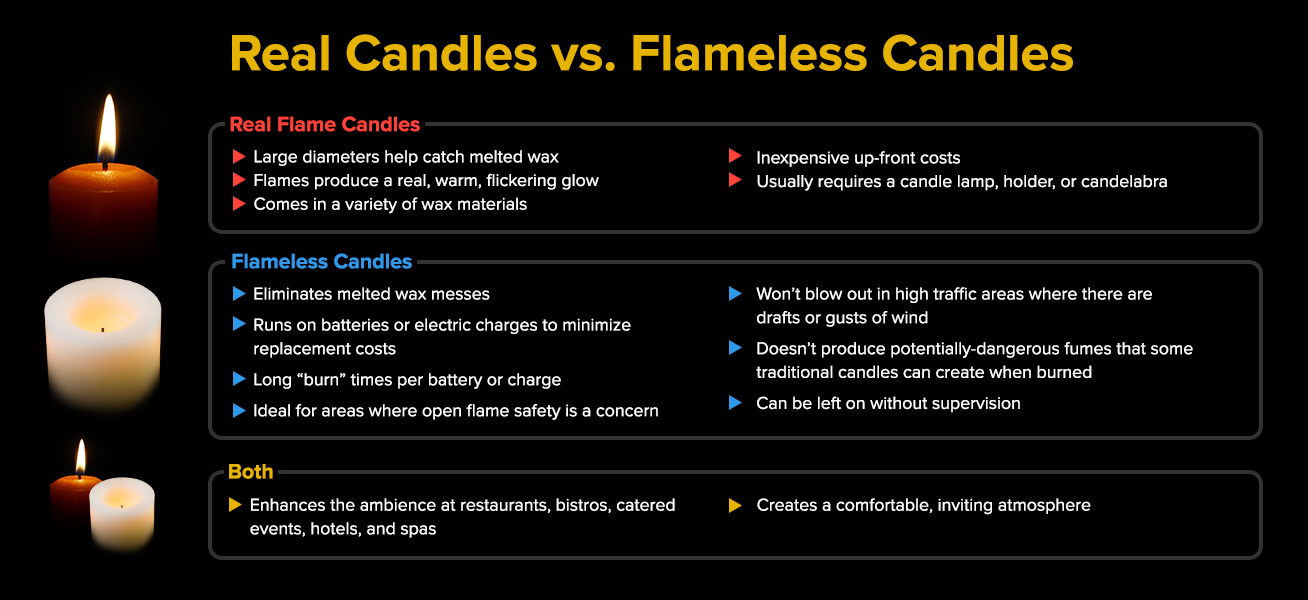 Real Candles vs. Flameless Candles
Real Flame Candles
Large diameters help catch melted wax
Flames produce a real, warm, flickering glow
Comes in a variety of wax materials
Inexpensive up-front costs
Usually requires a candle lamp, holder, or candelabra
Flameless Candles
Eliminates melted wax messes
Runs on batteries or electric charges to minimize
replacement costs
Long “burn” times per battery or charge
Ideal for areas where open flame safety is a concern
Won’t blow out in high traffic areas where there are
drafts or gusts of wind
Doesn’t produce potentially-dangerous fumes that some
traditional candles can create when burned
Can be left on without supervision
Both
Enhances the ambience at restaurants, bistros, catered
events, hotels, and spas
Creates a comfortable, inviting atmosphere